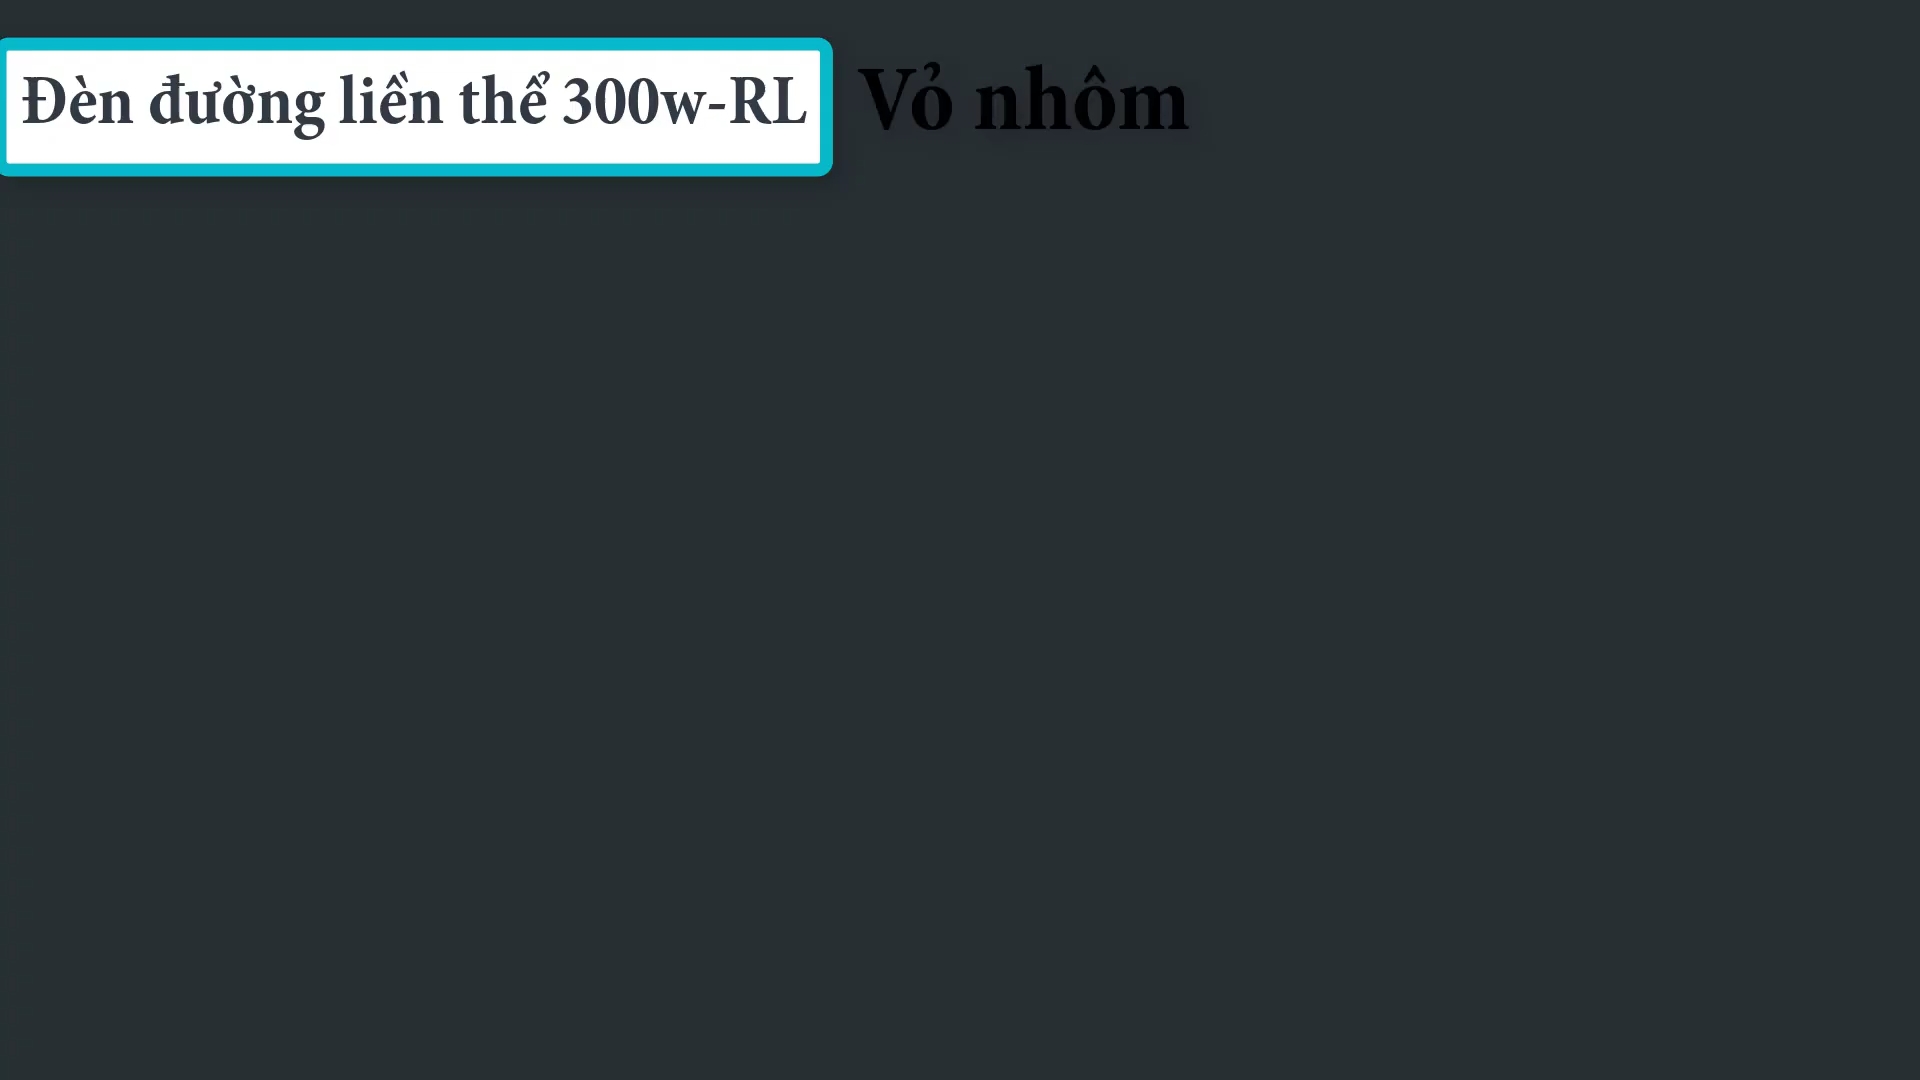 Đèn đường liền thể 300w-RL Vỏ nhôm